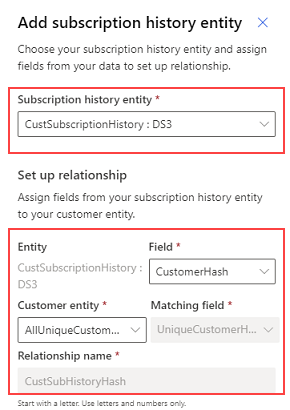 Add subscription history entity
Choose your subscription history entity and assign
fields from your data to set up relationship.
Subscription history entity *
CustSubscriptionHistory : DS3
Set up relationship
Assign fields from your subscription history entity
to your customer entity.
Entity
Field *
CustSubscriptionHistory :
DS3
CustomerHash
Customer entity *
Matching field *
AllUniqueCustom...
UniqueCustomerH...
Relationship name *
CustSubHistoryHash
Start with a letter. Use letters and numbers only.